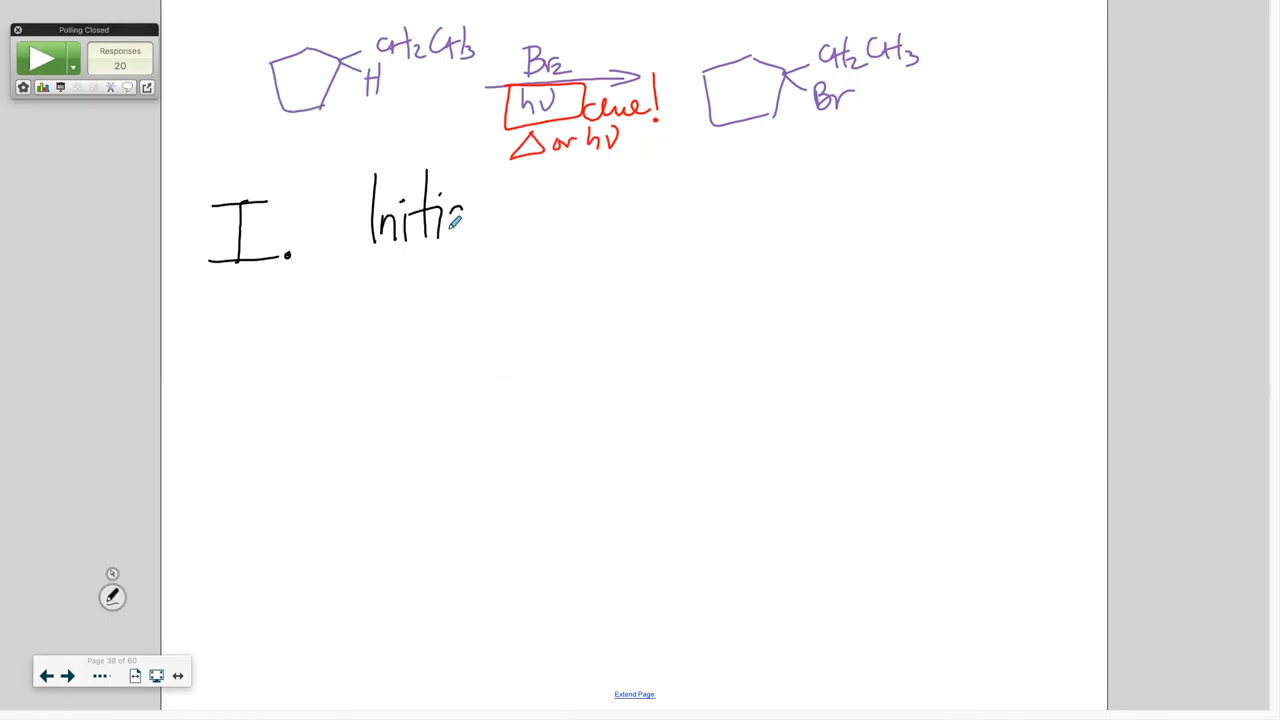 Polling Closed
Responses
20
CH2CH3
H
Br2
hν clue!
Δ or hν
CH2CH3
Br
I. Initia
Page 38 of 60
Extend Page